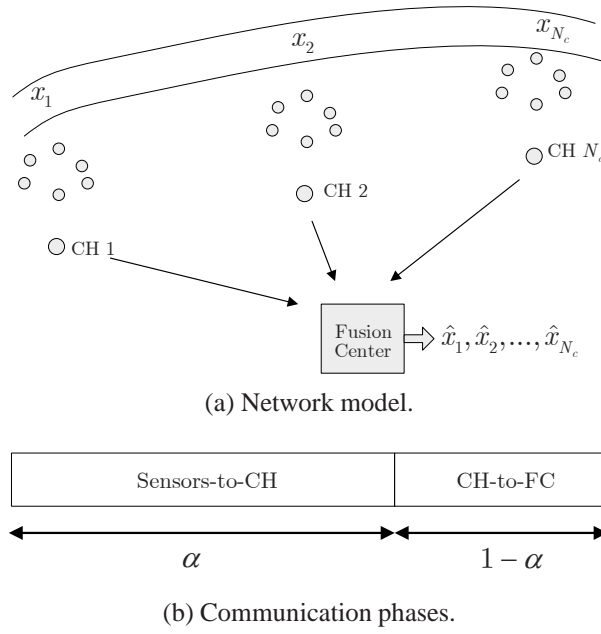 x_1
x_2
x_{N_c}
CH 1
CH 2
CH N_c
Fusion
Center
x̂_1, x̂_2, ..., x̂_{N_c}
(a) Network model.
Sensors-to-CH
CH-to-FC
α
1 − α
(b) Communication phases.